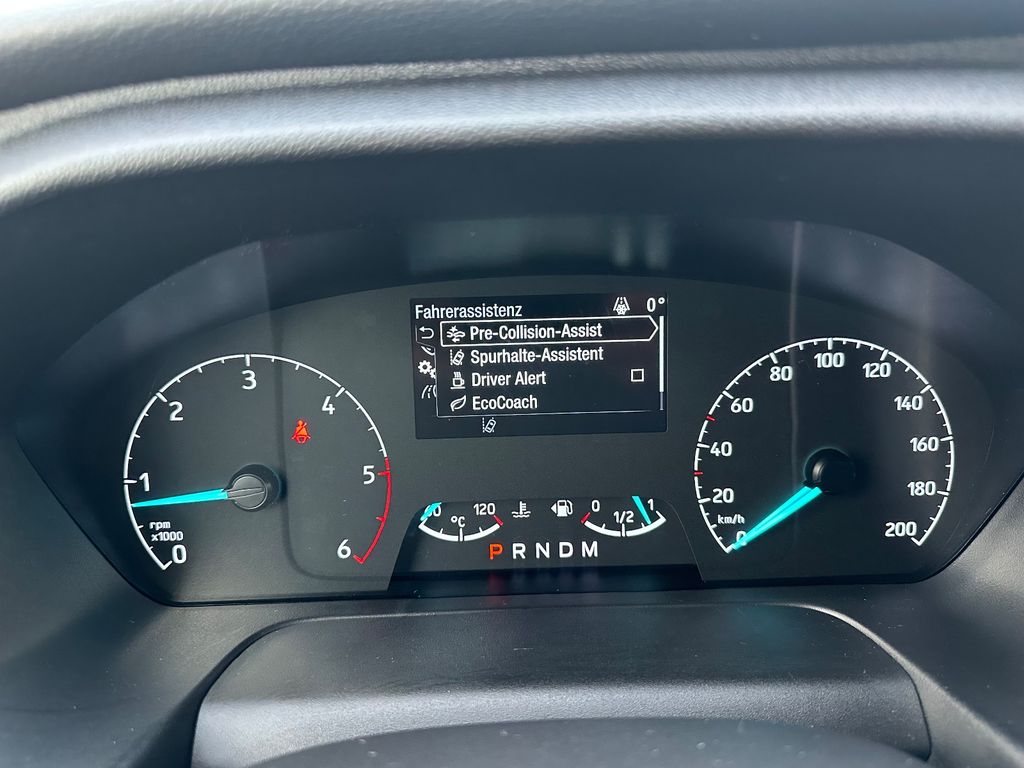 Fahrerassistenz 0°
Pre-Collision-Assist
Spurhalte-Assistent
Driver Alert
EcoCoach
0
1
2
3
4
5
6
rpm
x1000
120
°C
0
1/2
1
P R N D M
0
20
40
60
80
100
120
140
160
180
200
km/h